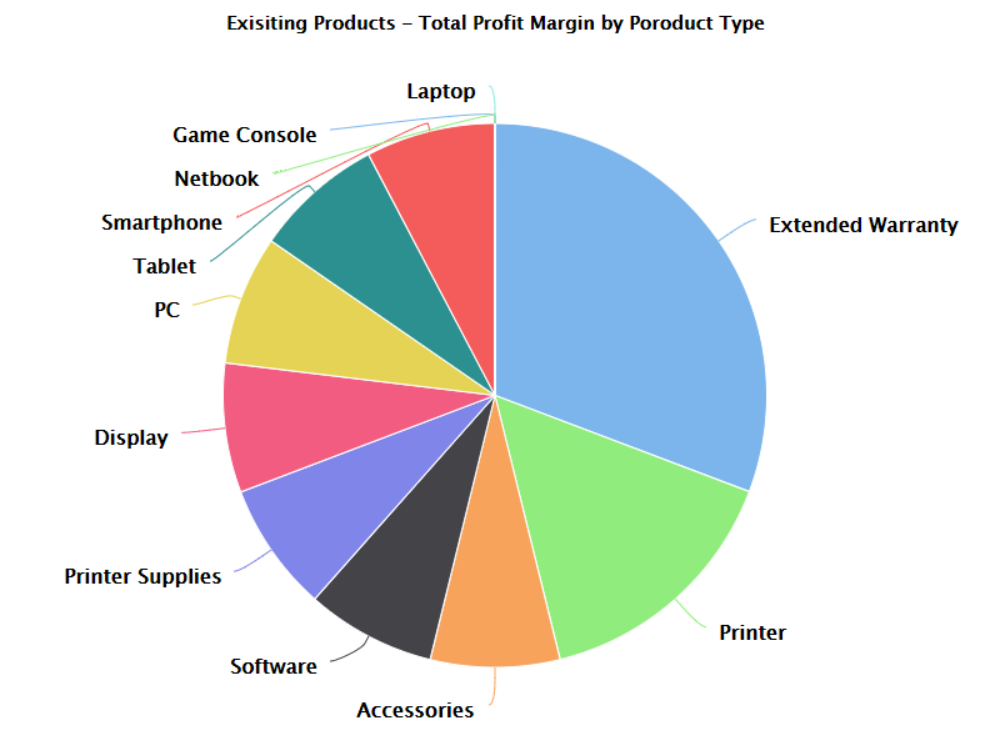 Exisiting Products – Total Profit Margin by Poroduct Type
Laptop
Game Console
Netbook
Smartphone
Tablet
PC
Display
Printer Supplies
Software
Accessories
Printer
Extended Warranty